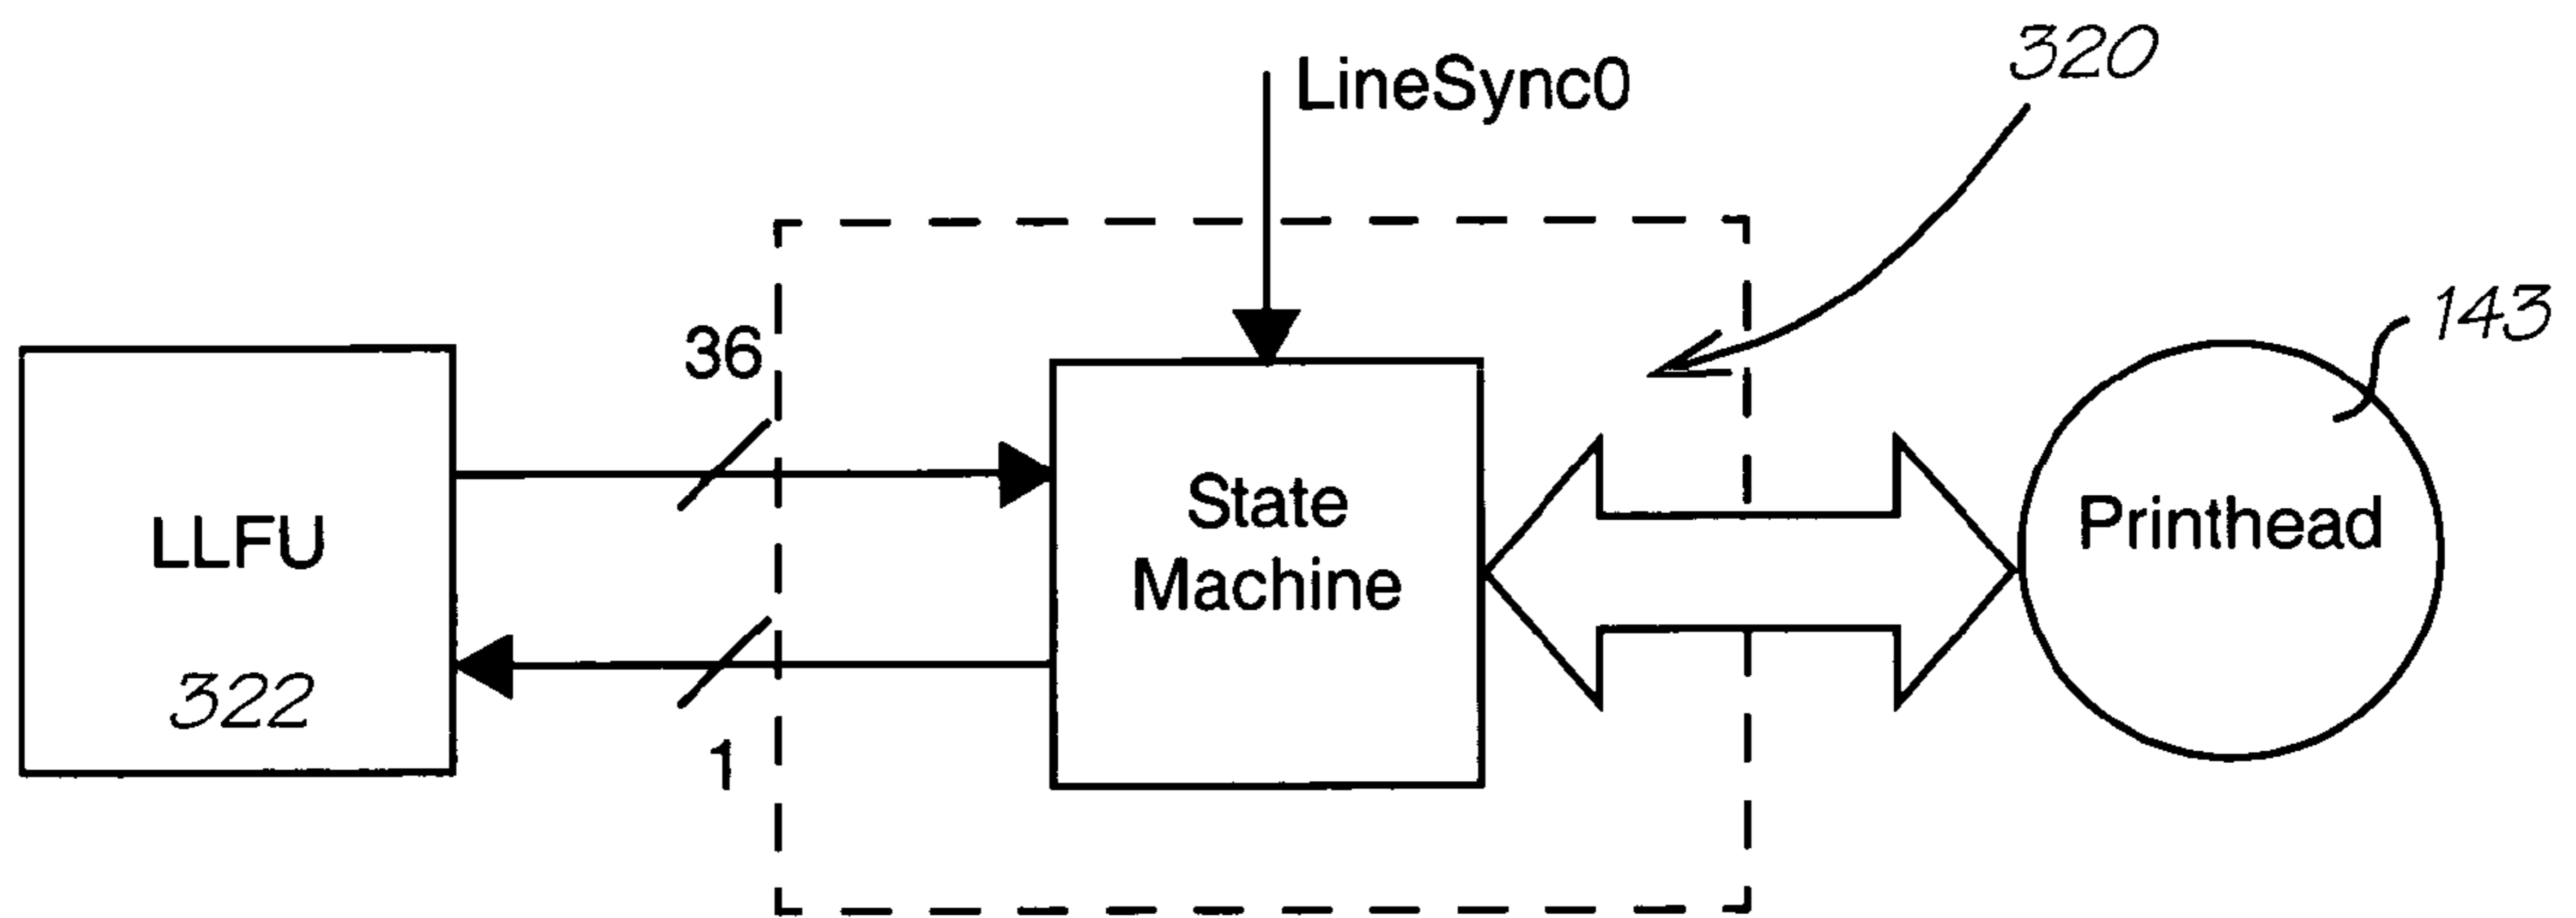 LineSync0
320
36
143
LLFU
322
State
Machine
Printhead
1